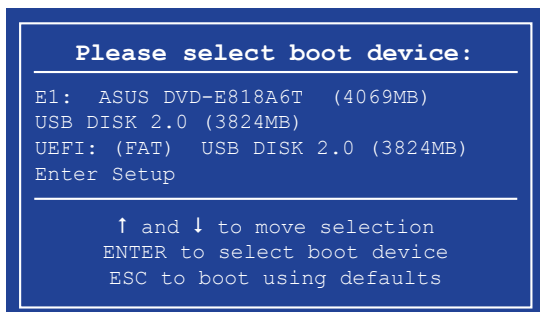 Please select boot device:
E1:  ASUS DVD-E818A6T  (4069MB)
USB DISK 2.0 (3824MB)
UEFI: (FAT)  USB DISK 2.0 (3824MB)
Enter Setup
↑ and ↓ to move selection
ENTER to select boot device
ESC to boot using defaults